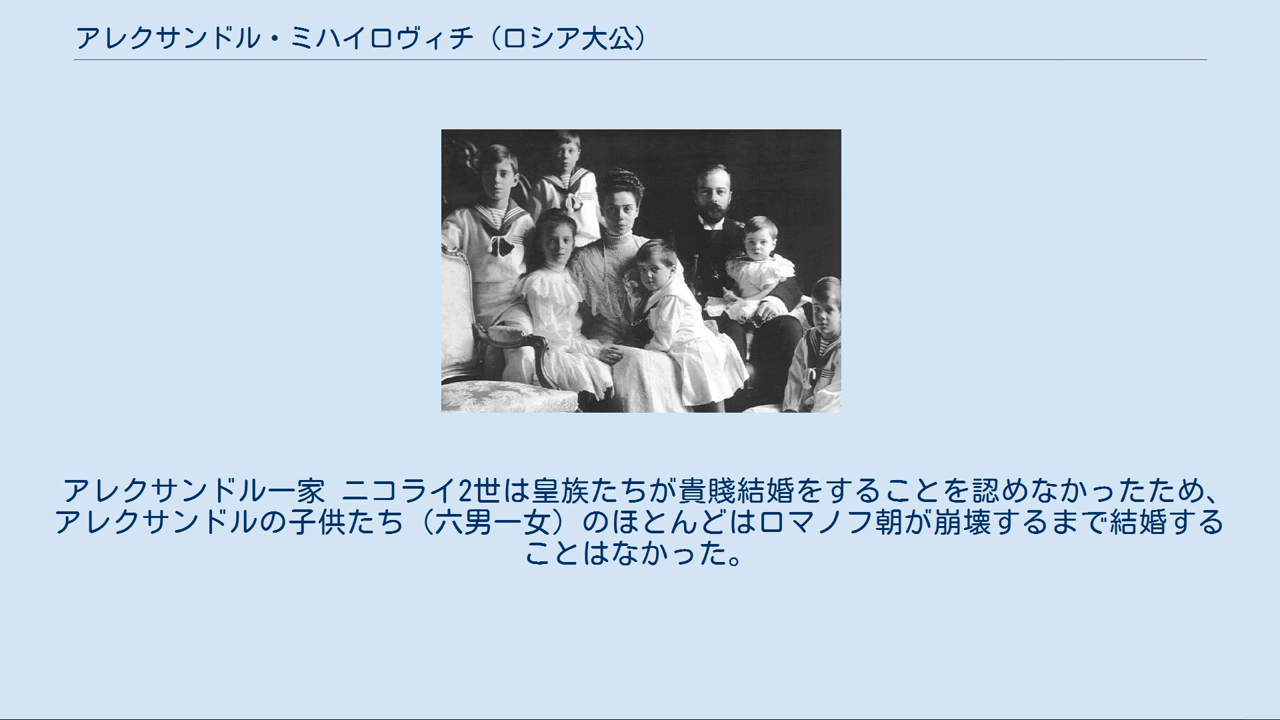 アレクサンドル・ミハイロヴィチ（ロシア大公）
アレクサンドル一家 ニコライ2世は皇族たちが貴賤結婚をすることを認めなかったため、
アレクサンドルの子供たち（六男一女）のほとんどはロマノフ朝が崩壊するまで結婚する
ことはなかった。